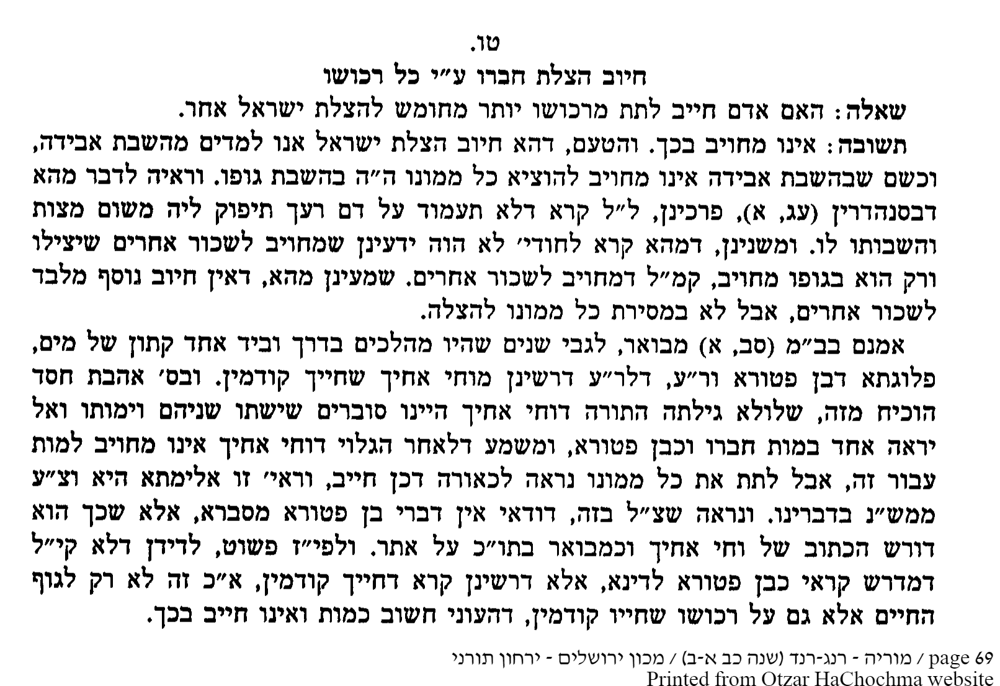 טו.
חיוב הצלת חברו ע״י כל רכושו
שאלה: האם אדם חייב לתת מרכושו יותר מחומש להצלת ישראל אחר.
תשובה: אינו מחויב בכך. והטעם, דהא חיוב הצלת ישראל אנו למדים מהשבת אבידה,
וכשם שבהשבת אבידה אינו מחויב להוציא כל ממונו ה״ה בהשבת גופו. וראיה לדבר מהא
דבסנהדרין (עג, א), פרכינן, ל״ל קרא דלא תעמוד על דם רעך תיפוק ליה משום מצות
והשבותו לו. ומשנינן, דמהא קרא לחודי׳ לא הוה ידעינן שמחויב לשכור אחרים שיצילו
ורק הוא בגופו מחויב, קמ״ל דמחויב לשכור אחרים. שמעינן מהא, דאין חיוב נוסף מלבד
לשכור אחרים, אבל לא במסירת כל ממונו להצלה.
אמנם בב״מ (סב, א) מבואר, לגבי שנים שהיו מהלכים בדרך וביד אחד קתון של מים,
פלוגתא דבן פטורא ור״ע, דלר״ע דרשינן מוחי אחיך שחייך קודמין. ובס׳ אהבת חסד
הוכיח מזה, שלולא גילתה התורה דוחי אחיך היינו סוברים שישתו שניהם וימותו ואל
יראה אחד במות חברו וכבן פטורא, ומשמע דלאחר הגלוי דוחי אחיך אינו מחויב למות
עבור זה, אבל לתת את כל ממונו נראה לכאורה דכן חייב, וראי׳ זו אלימתא היא וצ״ע
ממש״נ בדברינו. ונראה שצ״ל בזה, דודאי אין דברי בן פטורא מסברא, אלא שכך הוא
דורש הכתוב של וחי אחיך וכמבואר בתו״כ על אתר. ולפי״ז פשוט, לדידן דלא קי״ל
דמדרש קראי כבן פטורא לדינא, אלא דרשינן קרא דחייך קודמין, א״כ זה לא רק לגוף
החיים אלא גם על רכושו שחייו קודמין, דהעוני חשוב כמות ואינו חייב בכך.
מוריה - רנג-רנד (שנה כב א-ב) / מכון ירושלים - ירחון תורני / page 69
Printed from Otzar HaChochma website